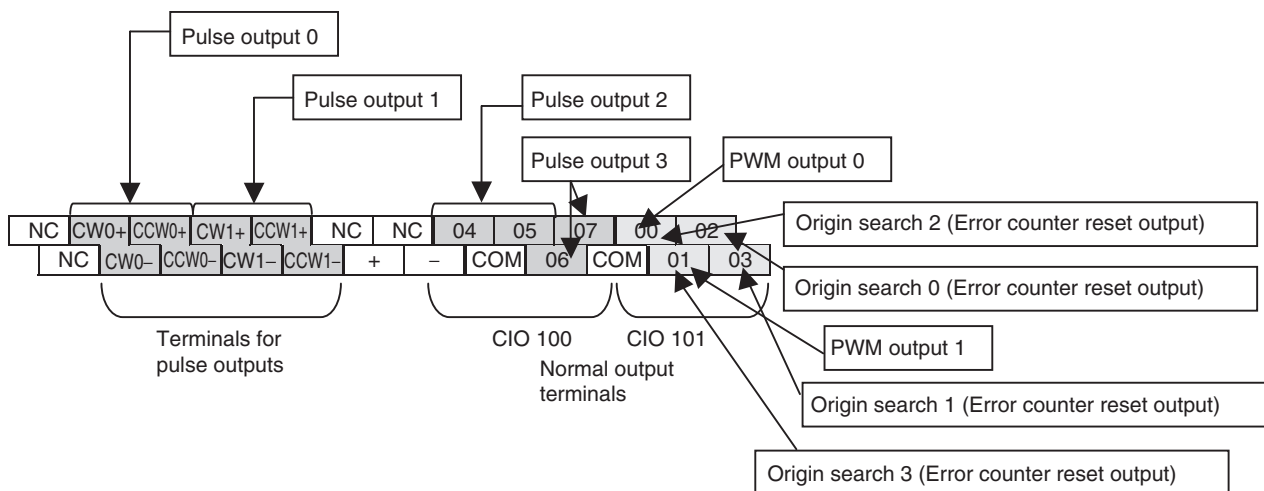 Pulse output 0
Pulse output 1
Pulse output 2
Pulse output 3
PWM output 0
NC CW0+ CCW0+ CW1+ CCW1+ NC NC 04 05 07 00 02
Origin search 2 (Error counter reset output)
NC CW0− CCW0− CW1− CCW1− + − COM 06 COM 01 03
Origin search 0 (Error counter reset output)
Terminals for
pulse outputs
CIO 100
CIO 101
PWM output 1
Normal output
terminals
Origin search 1 (Error counter reset output)
Origin search 3 (Error counter reset output)